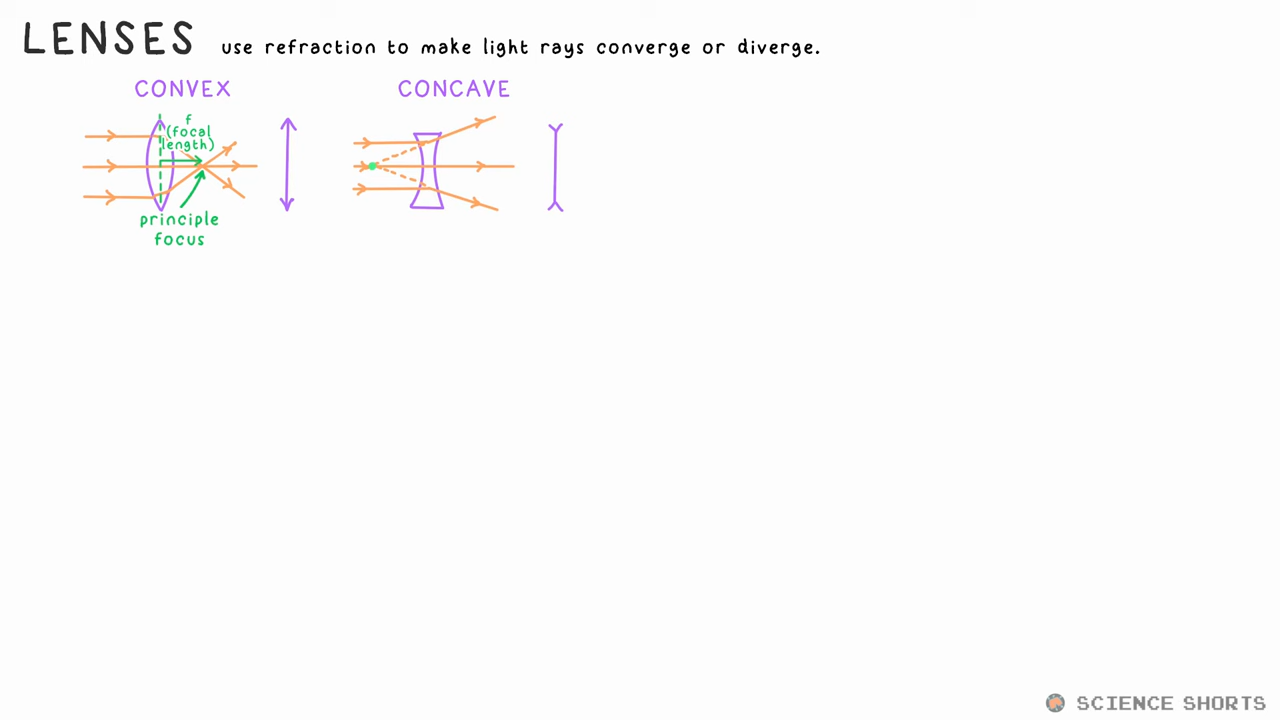 LENSES use refraction to make light rays converge or diverge.
CONVEX
CONCAVE
f
(focal
length)
principle
focus
SCIENCE SHORTS